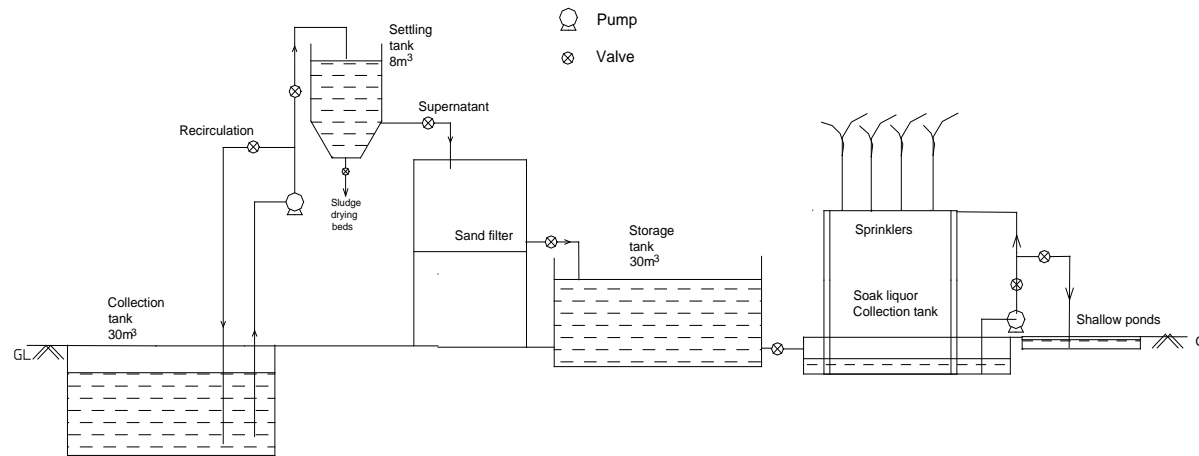 Pump
Valve
Settling
tank
8m³
Supernatant
Recirculation
Sludge
drying
beds
Sand filter
Storage
tank
30m³
Sprinklers
Soak liquor
Collection tank
Shallow ponds
Collection
tank
30m³
GL